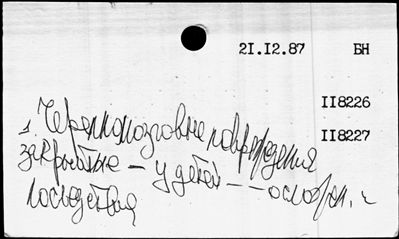 21.12.87 БН
118226
118227
1. Черепномозговые повреждения
закрытые — у детей — — осложн. и
последствия